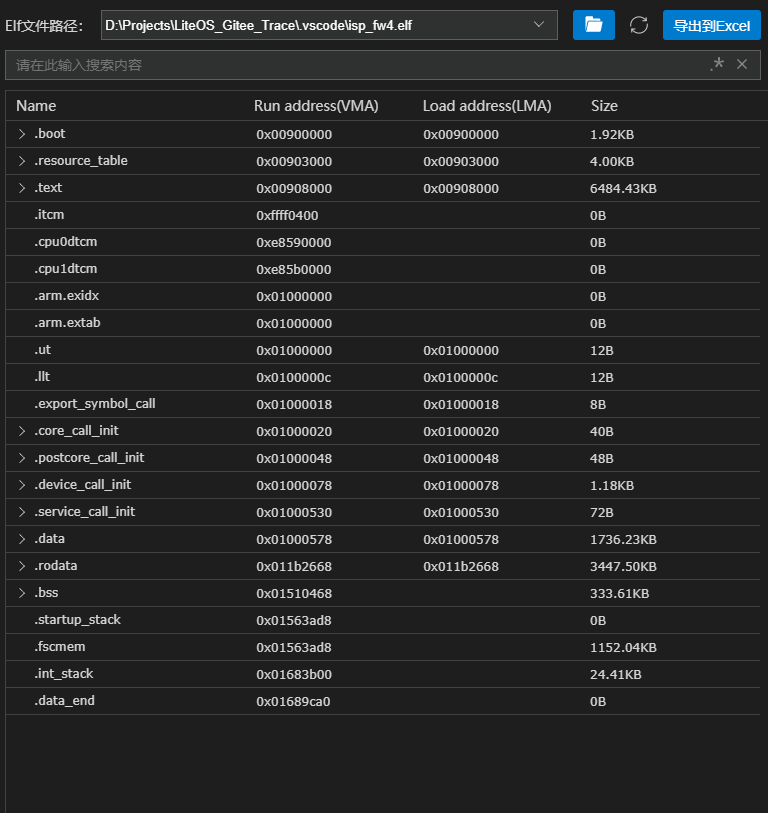 Elf文件路径： D:\Projects\LiteOS_Gitee_Trace\.vscode\isp_fw4.elf 导出到Excel
请在此输入搜索内容 .*
Name Run address(VMA) Load address(LMA) Size
.boot 0x00900000 0x00900000 1.92KB
.resource_table 0x00903000 0x00903000 4.00KB
.text 0x00908000 0x00908000 6484.43KB
.itcm 0xffff0400 0B
.cpu0dtcm 0xe8590000 0B
.cpu1dtcm 0xe85b0000 0B
.arm.exidx 0x01000000 0B
.arm.extab 0x01000000 0B
.ut 0x01000000 0x01000000 12B
.llt 0x0100000c 0x0100000c 12B
.export_symbol_call 0x01000018 0x01000018 8B
.core_call_init 0x01000020 0x01000020 40B
.postcore_call_init 0x01000048 0x01000048 48B
.device_call_init 0x01000078 0x01000078 1.18KB
.service_call_init 0x01000530 0x01000530 72B
.data 0x01000578 0x01000578 1736.23KB
.rodata 0x011b2668 0x011b2668 3447.50KB
.bss 0x01510468 333.61KB
.startup_stack 0x01563ad8 0B
.fscmem 0x01563ad8 1152.04KB
.int_stack 0x01683b00 24.41KB
.data_end 0x01689ca0 0B